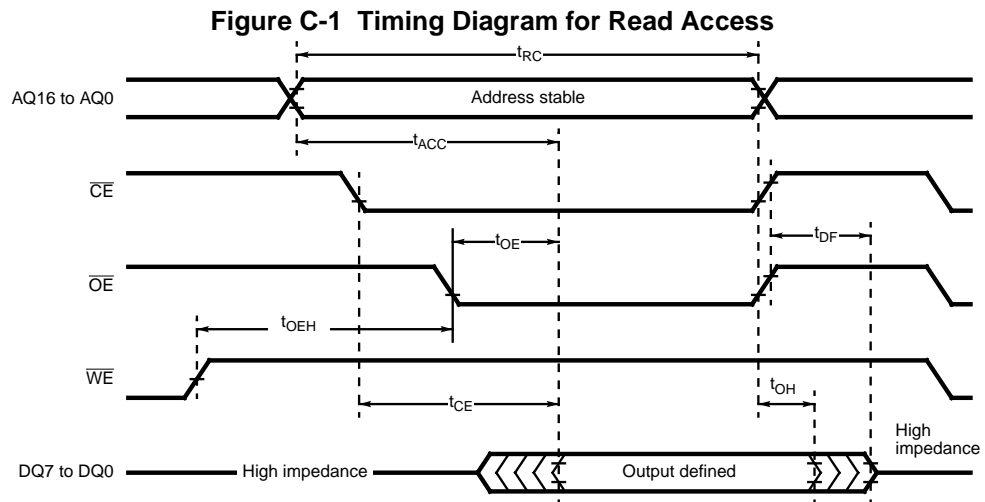 Figure C-1 Timing Diagram for Read Access
tRC
AQ16 to AQ0
Address stable
tACC
CE
tOE
tDF
OE
tOEH
WE
tCE
tOH
High
impedance
DQ7 to DQ0
High impedance
Output defined